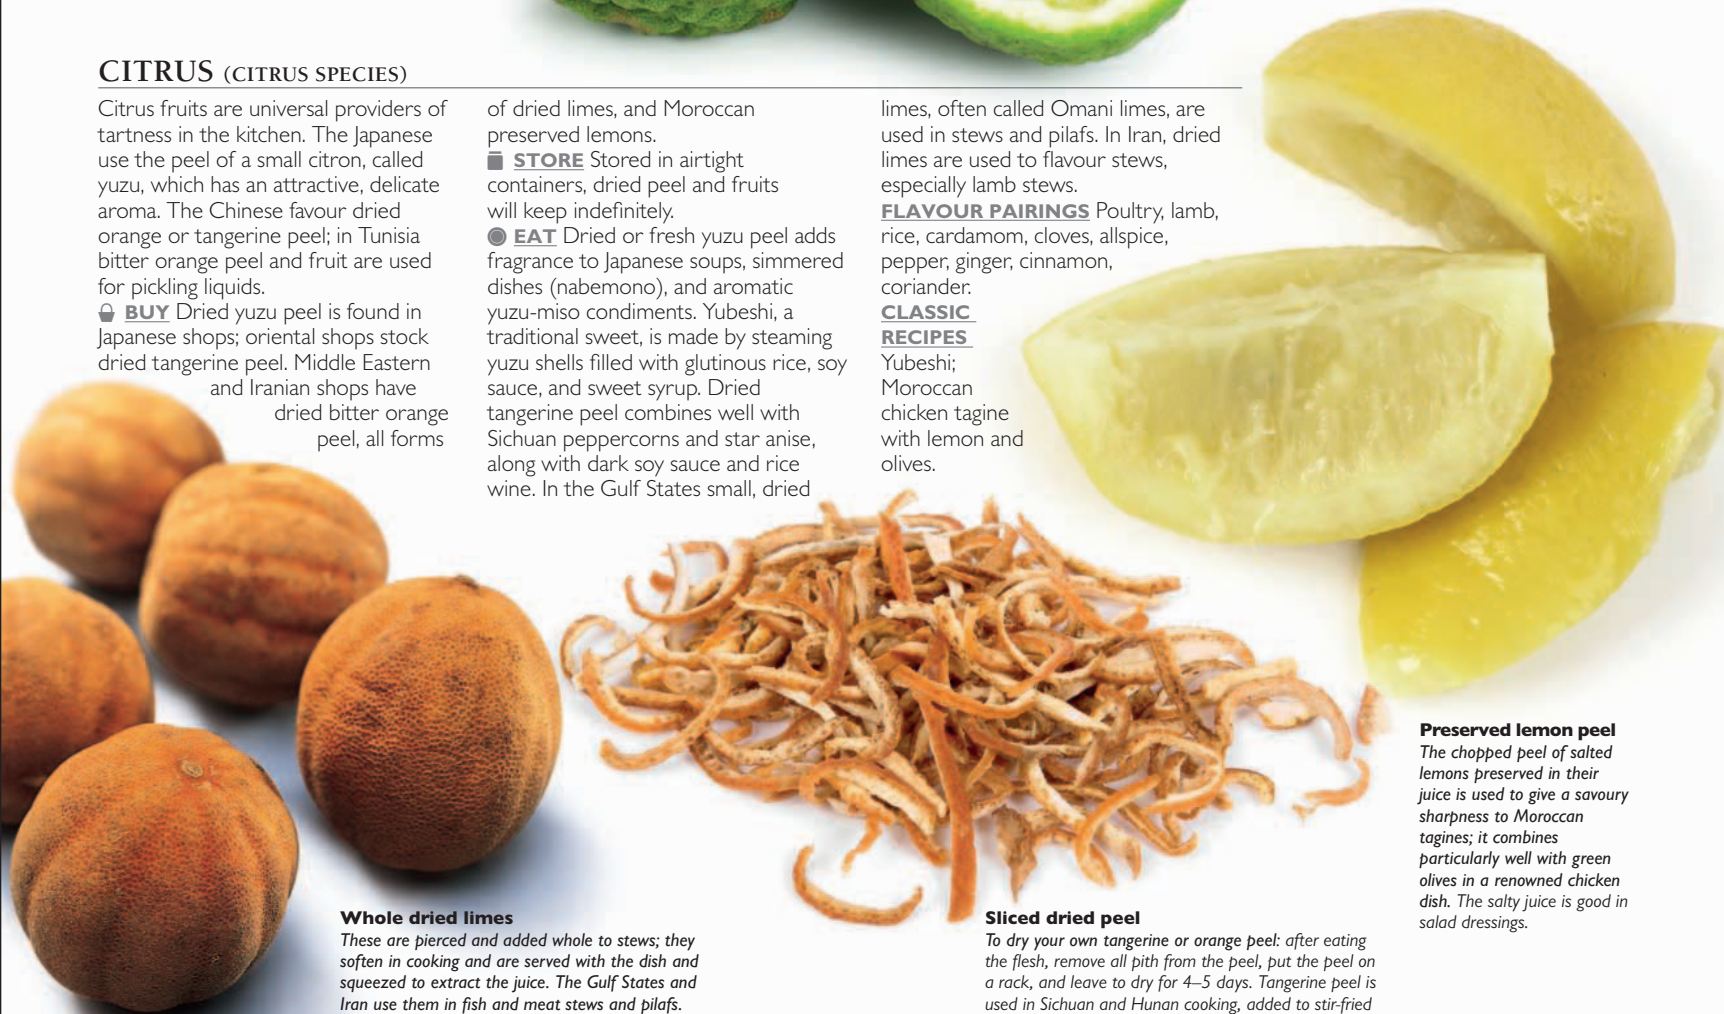 CITRUS (CITRUS SPECIES)
Citrus fruits are universal providers of
tartness in the kitchen. The Japanese
use the peel of a small citron, called
yuzu, which has an attractive, delicate
aroma. The Chinese favour dried
orange or tangerine peel; in Tunisia
bitter orange peel and fruit are used
for pickling liquids.
BUY Dried yuzu peel is found in
Japanese shops; oriental shops stock
dried tangerine peel. Middle Eastern
and Iranian shops have
dried bitter orange
peel, all forms
of dried limes, and Moroccan
preserved lemons.
STORE Stored in airtight
containers, dried peel and fruits
will keep indefinitely.
EAT Dried or fresh yuzu peel adds
fragrance to Japanese soups, simmered
dishes (nabemono), and aromatic
yuzu-miso condiments. Yubeshi, a
traditional sweet, is made by steaming
yuzu shells filled with glutinous rice, soy
sauce, and sweet syrup. Dried
tangerine peel combines well with
Sichuan peppercorns and star anise,
along with dark soy sauce and rice
wine. In the Gulf States small, dried
limes, often called Omani limes, are
used in stews and pilafs. In Iran, dried
limes are used to flavour stews,
especially lamb stews.
FLAVOUR PAIRINGS Poultry, lamb,
rice, cardamom, cloves, allspice,
pepper, ginger, cinnamon,
coriander.
CLASSIC
RECIPES
Yubeshi;
Moroccan
chicken tagine
with lemon and
olives.
Whole dried limes
These are pierced and added whole to stews; they
soften in cooking and are served with the dish and
squeezed to extract the juice. The Gulf States and
Iran use them in fish and meat stews and pilafs.
Sliced dried peel
To dry your own tangerine or orange peel: after eating
the flesh, remove all pith from the peel, put the peel on
a rack, and leave to dry for 4–5 days. Tangerine peel is
used in Sichuan and Hunan cooking, added to stir-fried
Preserved lemon peel
The chopped peel of salted
lemons preserved in their
juice is used to give a savoury
sharpness to Moroccan
tagines; it combines
particularly well with green
olives in a renowned chicken
dish. The salty juice is good in
salad dressings.